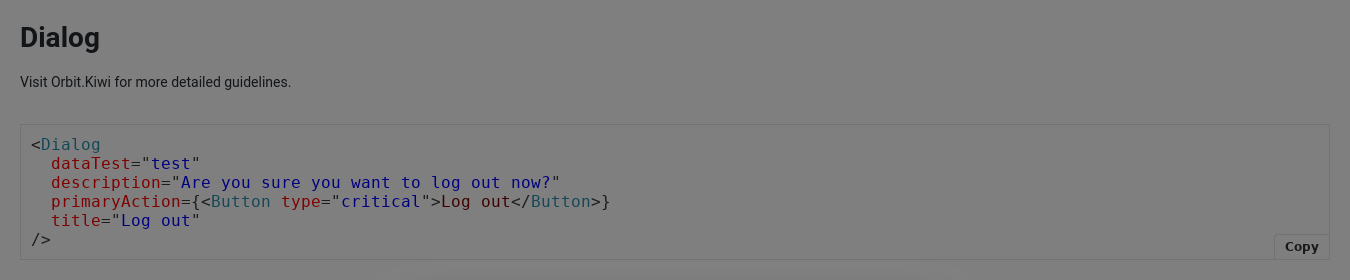 Dialog
Visit Orbit.Kiwi for more detailed guidelines.
<Dialog
  dataTest="test"
  description="Are you sure you want to log out now?"
  primaryAction={<Button type="critical">Log out</Button>}
  title="Log out"
/>
Copy